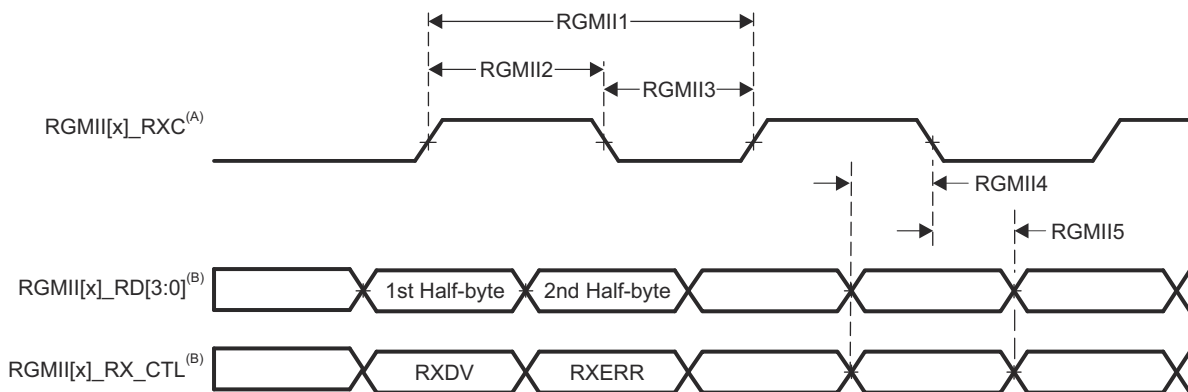 RGMII1
RGMII2
RGMII3
RGMII[x]_RXC(A)
RGMII4
RGMII5
RGMII[x]_RD[3:0](B)
1st Half-byte
2nd Half-byte
RGMII[x]_RX_CTL(B)
RXDV
RXERR